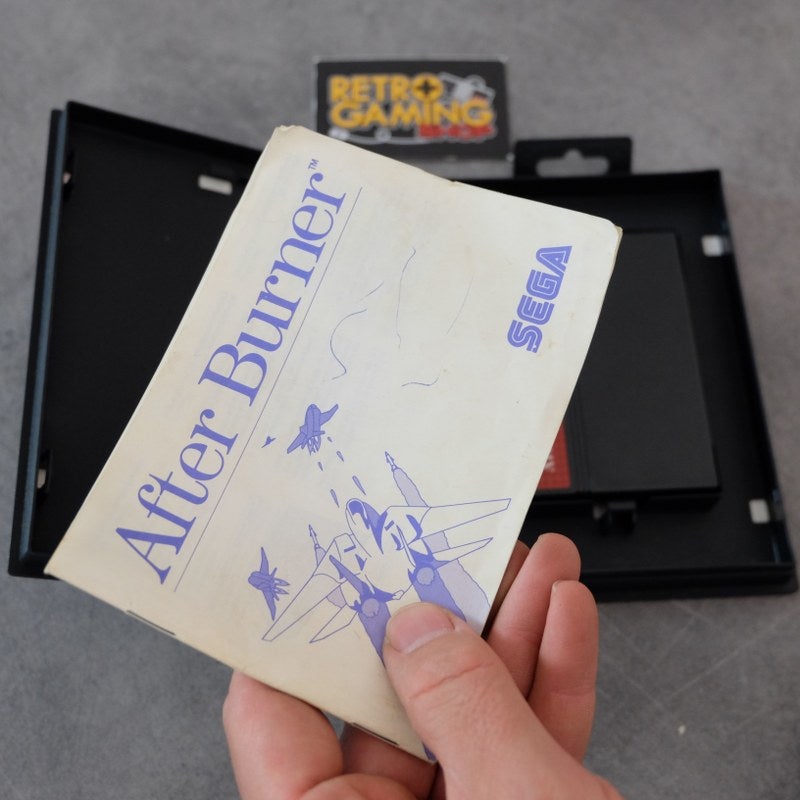 RETRO
GAMING
After Burner™
SEGA